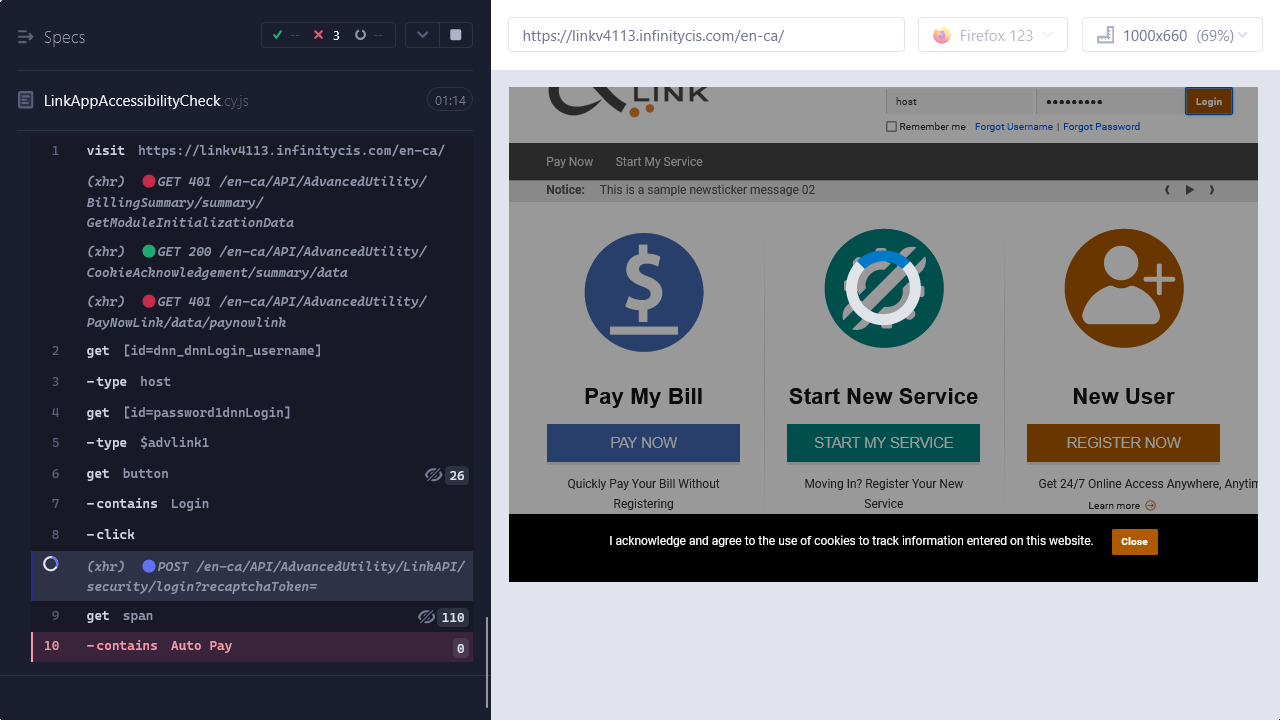 Specs
--
3
--
https://linkv4113.infinitycis.com/en-ca/
Firefox 123
1000x660 (69%)
LinkAppAccessibilityCheck.cy.js
01:14
1 visit https://linkv4113.infinitycis.com/en-ca/
(xhr) GET 401 /en-ca/API/AdvancedUtility/
BillingSummary/summary/
GetModuleInitializationData
(xhr) GET 200 /en-ca/API/AdvancedUtility/
CookieAcknowledgement/summary/data
(xhr) GET 401 /en-ca/API/AdvancedUtility/
PayNowLink/data/paynowlink
2 get [id=dnn_dnnLogin_username]
3 -type host
4 get [id=password1dnnLogin]
5 -type $advlink1
6 get button 26
7 -contains Login
8 -click
(xhr) POST /en-ca/API/AdvancedUtility/LinkAPI/
security/login?recaptchaToken=
9 get span 110
10 -contains Auto Pay 0
LINK
host
•••••••••
Login
Remember me Forgot Username | Forgot Password
Pay Now Start My Service
Notice: This is a sample newsticker message 02
Pay My Bill
PAY NOW
Quickly Pay Your Bill Without
Registering
Start New Service
START MY SERVICE
Moving In? Register Your New
Service
New User
REGISTER NOW
Get 24/7 Online Access Anywhere, Anytim
Learn more
I acknowledge and agree to the use of cookies to track information entered on this website.
Close